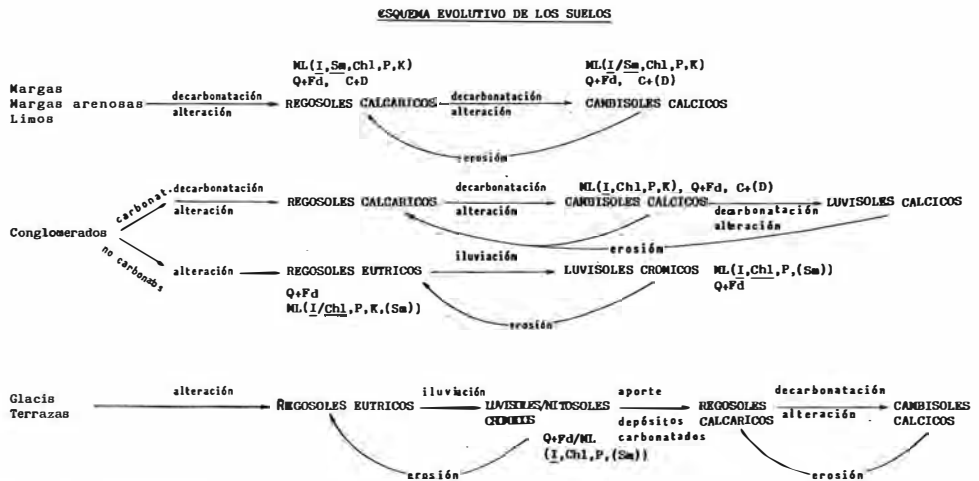 ESQUEMA EVOLUTIVO DE LOS SUELOS
ML(I,Sm,Chl,P,K)
Q+Fd, C+D
ML(I/Sm,Chl,P,K)
Q+Fd, C+(D)
Margas
Margas arenosas
Limos
decarbonatación
alteración
REGOSOLES CALCARICOS
decarbonatación
alteración
CAMBISOLES CALCICOS
erosión
Conglomerados
carbonat.
decarbonatación
alteración
REGOSOLES CALCARICOS
decarbonatación
alteración
ML(I,Chl,P,K), Q+Fd, C+(D)
CAMBISOLES CALCICOS
decarbonatación
alteración
LUVISOLES CALCICOS
erosión
no carbonabs
alteración
REGOSOLES EUTRICOS
Q+Fd
ML(I/Chl,P,K,(Sm))
iluviación
LUVISOLES CROMICOS
ML(I,Chl,P,(Sm))
Q+Fd
erosión
Glacis
Terrazas
alteración
REGOSOLES EUTRICOS
iluviación
LUVISOLES/NITOSOLES
CROMICOS
Q+Fd/ML
(I,Chl,P,(Sm))
erosión
aporte
depósitos
carbonatados
REGOSOLES
CALCARICOS
decarbonatación
alteración
CAMBISOLES
CALCICOS
erosión